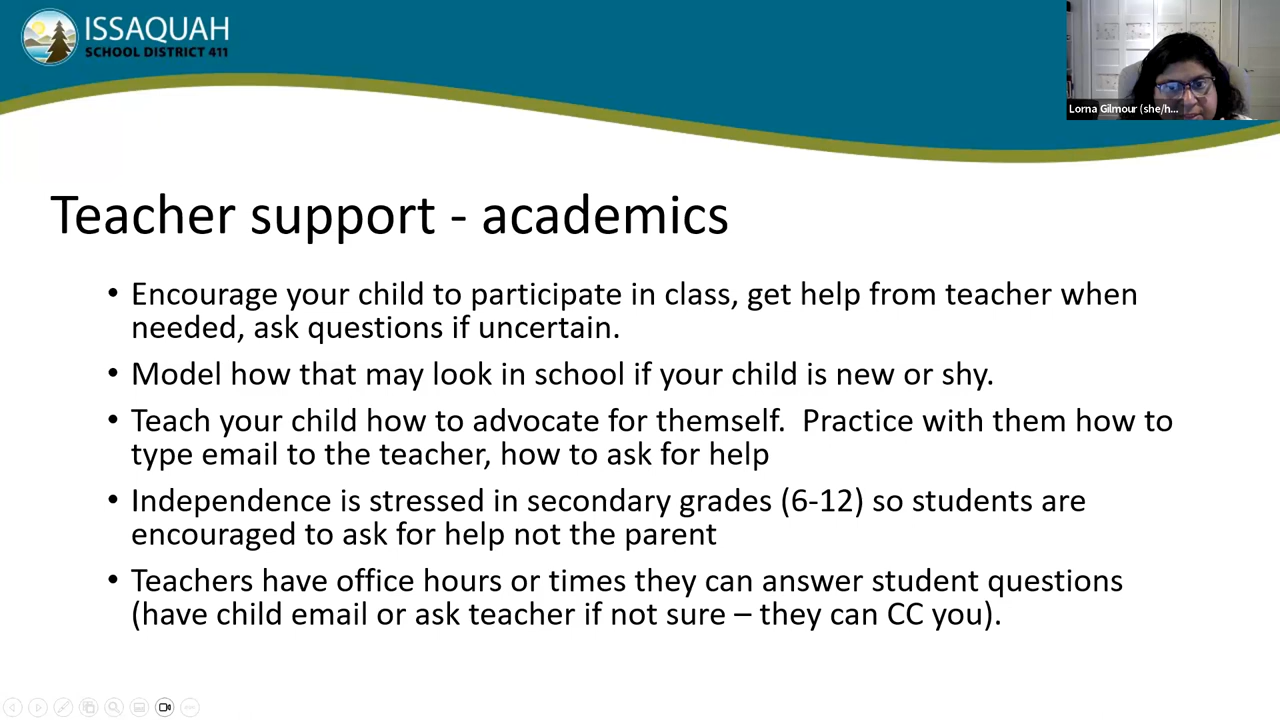 ISSAQUAH
SCHOOL DISTRICT 411
Lorna Gilmour (she/h...
Teacher support - academics
• Encourage your child to participate in class, get help from teacher when
needed, ask questions if uncertain.
• Model how that may look in school if your child is new or shy.
• Teach your child how to advocate for themself.  Practice with them how to
type email to the teacher, how to ask for help
• Independence is stressed in secondary grades (6-12) so students are
encouraged to ask for help not the parent
• Teachers have office hours or times they can answer student questions
(have child email or ask teacher if not sure – they can CC you).